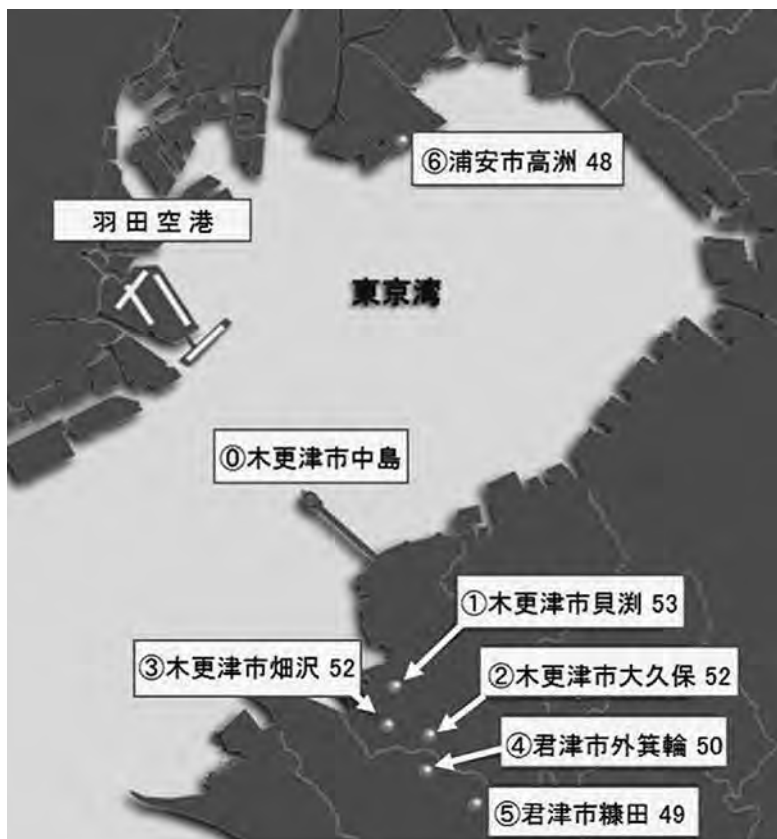 ⑥浦安市高洲 48
羽田空港
東京湾
⓪木更津市中島
①木更津市貝渕 53
③木更津市畑沢 52
②木更津市大久保 52
④君津市外箕輪 50
⑤君津市糠田 49